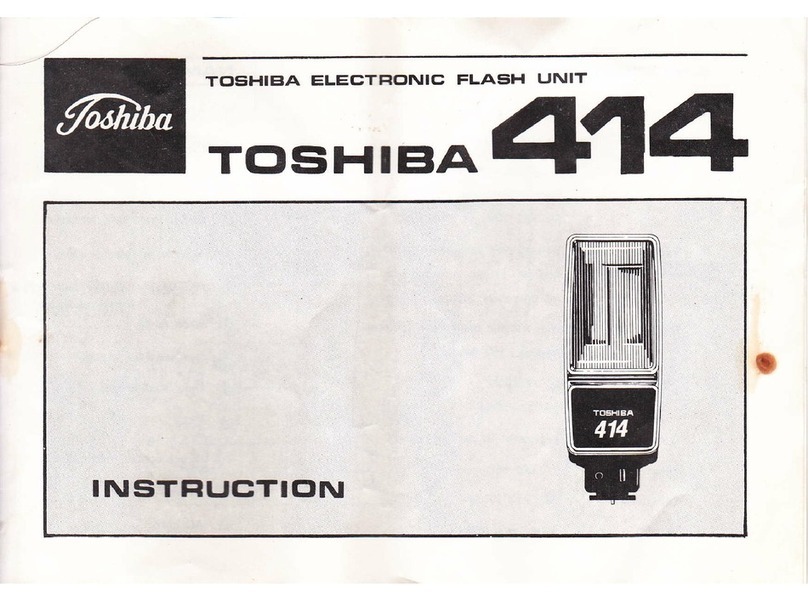 Toshiba
TOSHIBA ELECTRONIC FLASH UNIT
TOSHIBA 414
TOSHIBA
414
INSTRUCTION